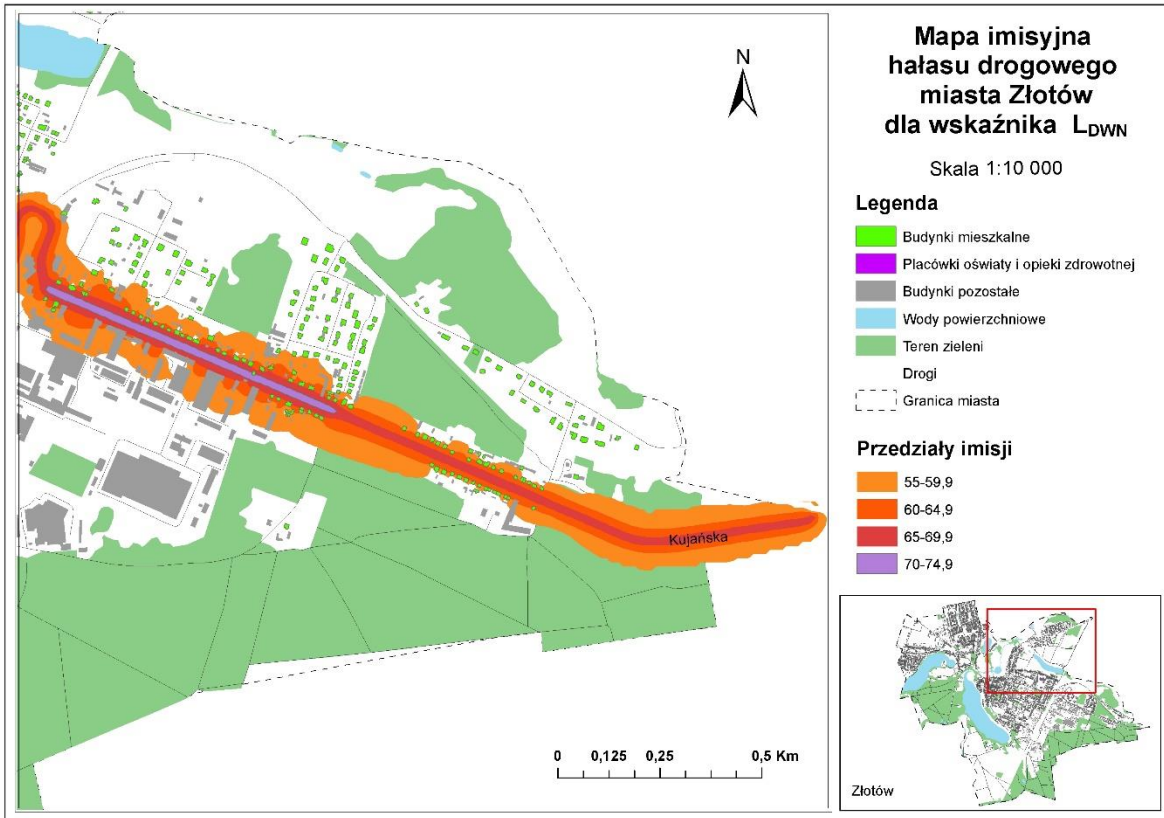 Mapa imisyjna
hałasu drogowego
miasta Złotów
dla wskaźnika LDWN
Skala 1:10 000
Legenda
Budynki mieszkalne
Placówki oświaty i opieki zdrowotnej
Budynki pozostałe
Wody powierzchniowe
Teren zieleni
Drogi
Granica miasta
Przedziały imisji
55-59,9
60-64,9
65-69,9
70-74,9
N
Kujańska
0 0,125 0,25 0,5 Km
Złotów